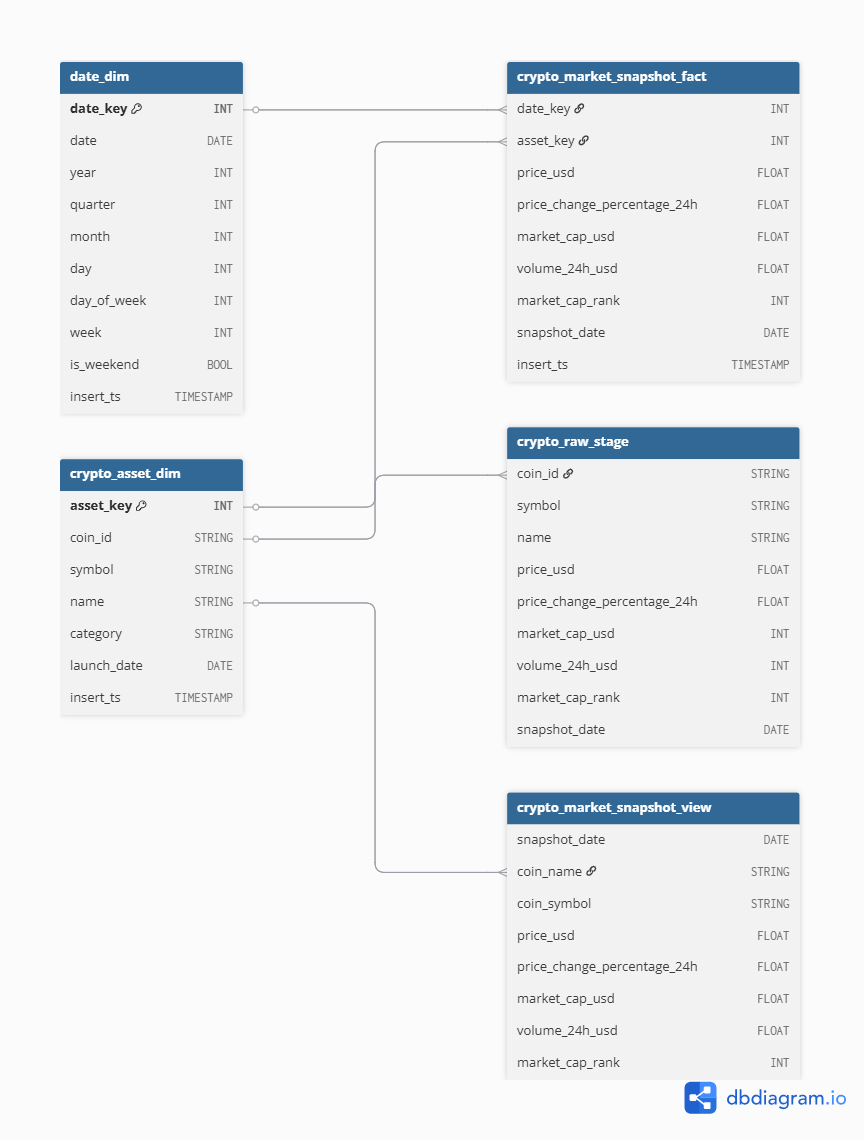 date_dim
date_key INT
date DATE
year INT
quarter INT
month INT
day INT
day_of_week INT
week INT
is_weekend BOOL
insert_ts TIMESTAMP
crypto_asset_dim
asset_key INT
coin_id STRING
symbol STRING
name STRING
category STRING
launch_date DATE
insert_ts TIMESTAMP
crypto_market_snapshot_fact
date_key INT
asset_key INT
price_usd FLOAT
price_change_percentage_24h FLOAT
market_cap_usd FLOAT
volume_24h_usd FLOAT
market_cap_rank INT
snapshot_date DATE
insert_ts TIMESTAMP
crypto_raw_stage
coin_id STRING
symbol STRING
name STRING
price_usd FLOAT
price_change_percentage_24h FLOAT
market_cap_usd INT
volume_24h_usd INT
market_cap_rank INT
snapshot_date DATE
crypto_market_snapshot_view
snapshot_date DATE
coin_name STRING
coin_symbol STRING
price_usd FLOAT
price_change_percentage_24h FLOAT
market_cap_usd FLOAT
volume_24h_usd FLOAT
market_cap_rank INT
dbdiagram.io